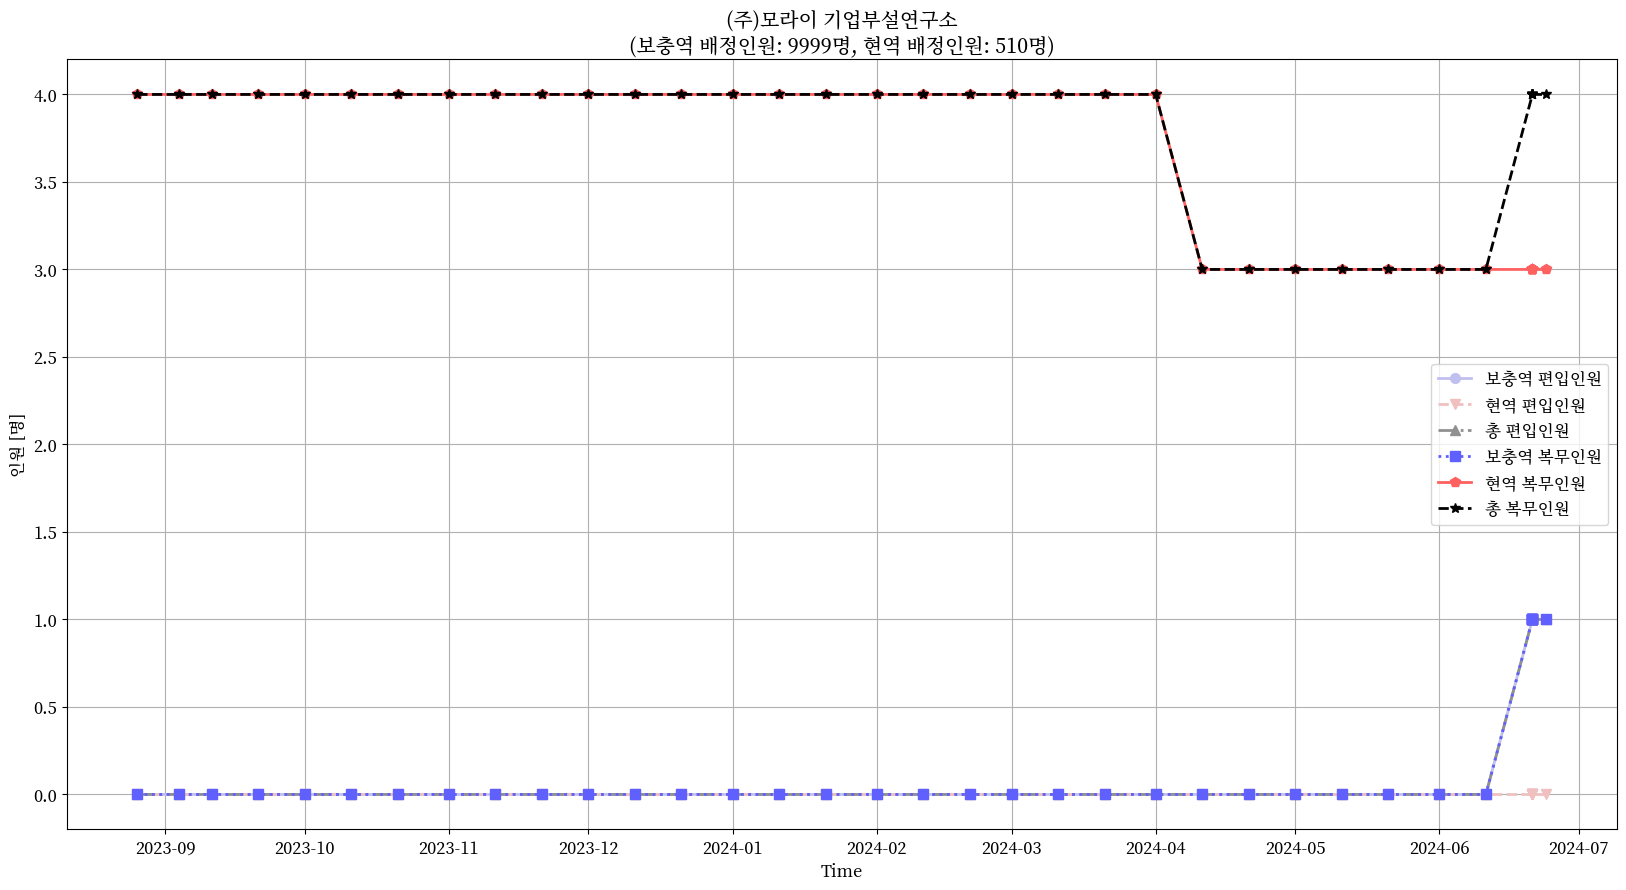 (주)모라이 기업부설연구소
(보충역 배정인원: 9999명, 현역 배정인원: 510명)
인원 [명]
4.0
3.5
3.0
2.5
2.0
1.5
1.0
0.5
0.0
보충역 편입인원
현역 편입인원
총 편입인원
보충역 복무인원
현역 복무인원
총 복무인원
2023-09 2023-10 2023-11 2023-12 2024-01 2024-02 2024-03 2024-04 2024-05 2024-06 2024-07
Time